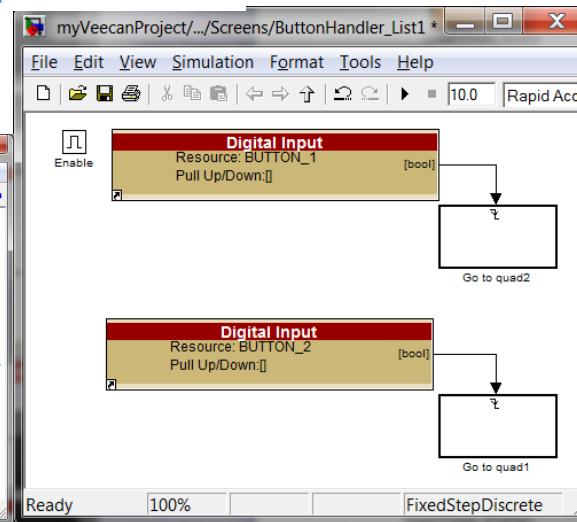 myVeecanProject/.../Screens/ButtonHandler_List1 *
File Edit View Simulation Format Tools Help
10.0 Rapid Acc
Enable
Digital Input
Resource: BUTTON_1
Pull Up/Down:[]
[bool]
Go to quad2
Digital Input
Resource: BUTTON_2
Pull Up/Down:[]
[bool]
Go to quad1
Ready 100% FixedStepDiscrete